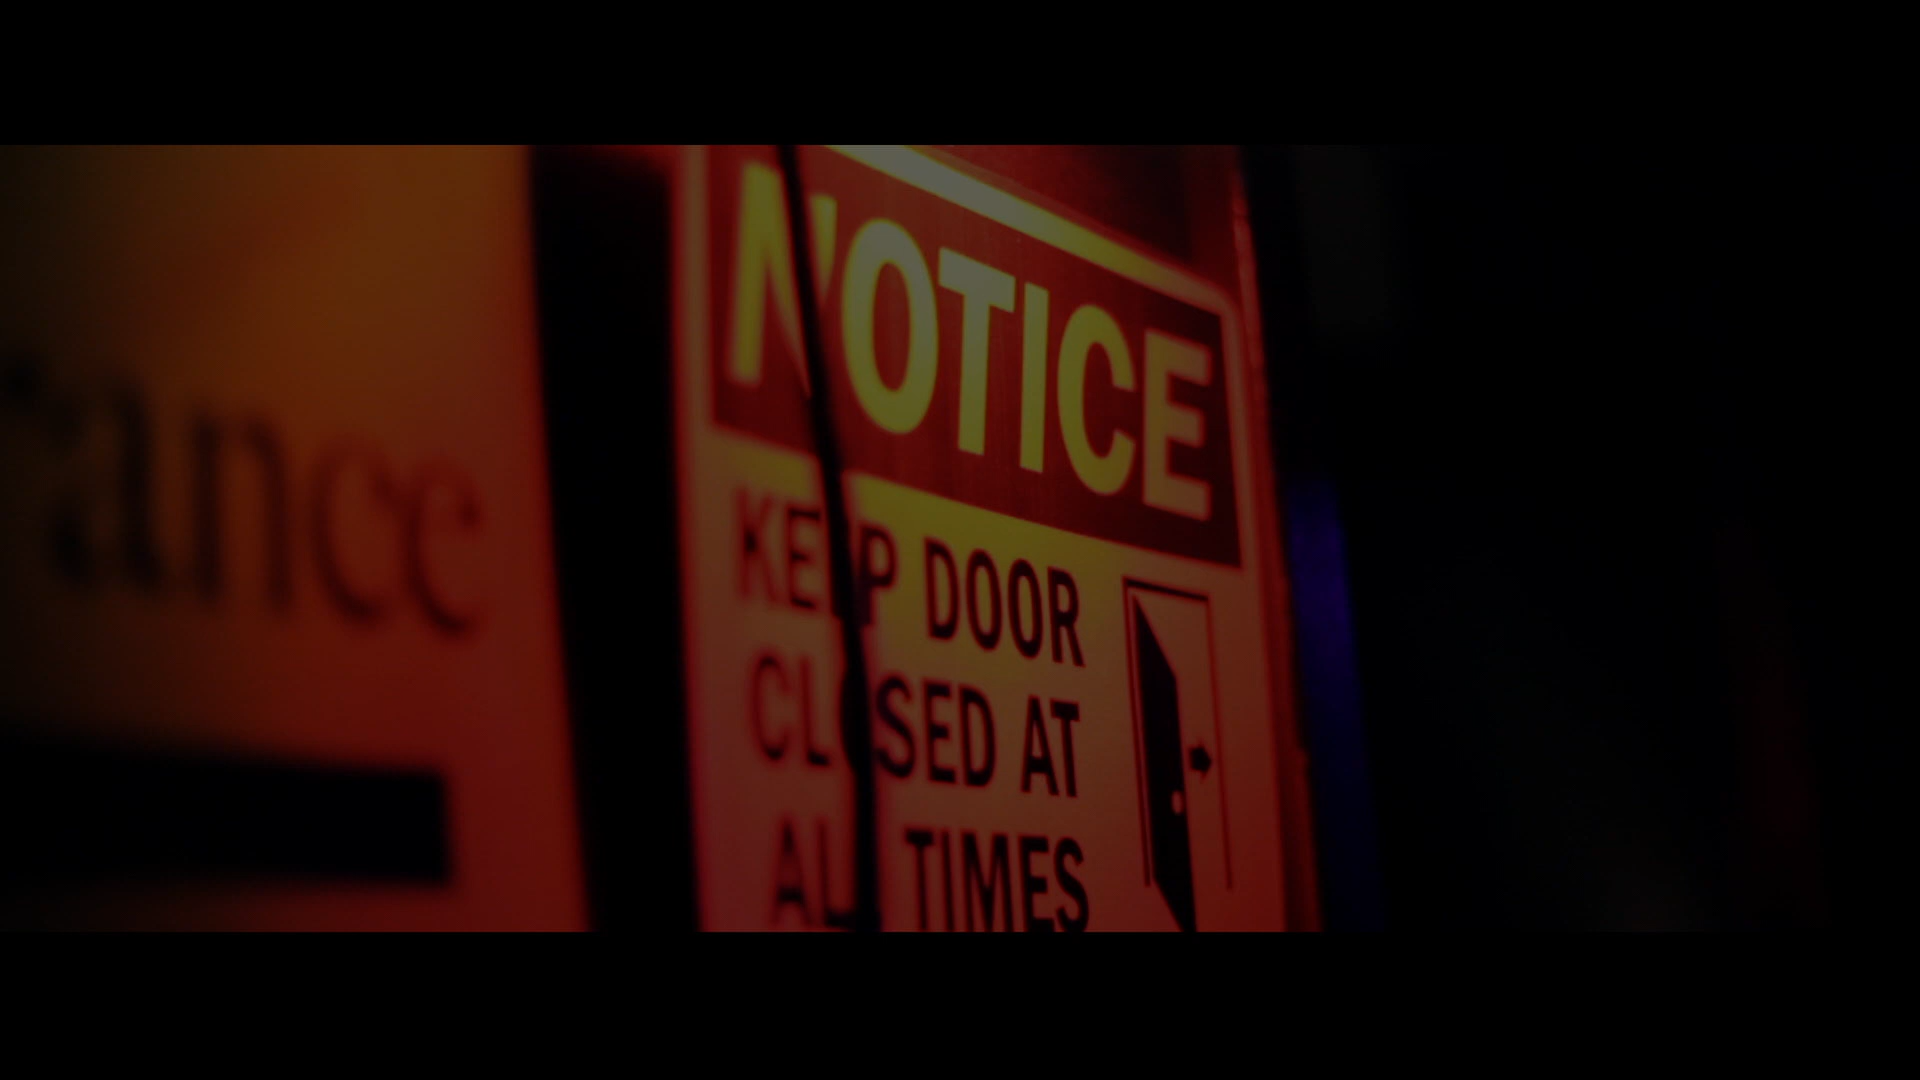 ance
NOTICE
KEEP DOOR
CLOSED AT
ALL TIMES